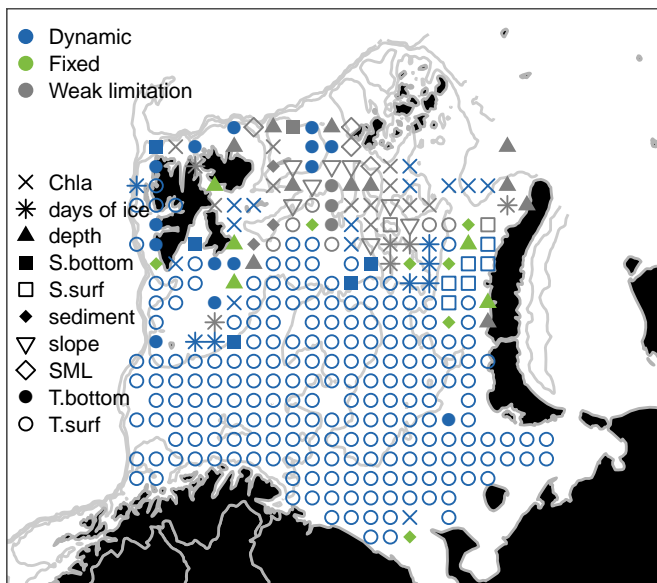 Dynamic
Fixed
Weak limitation
Chla
days of ice
depth
S.bottom
S.surf
sediment
slope
SML
T.bottom
T.surf